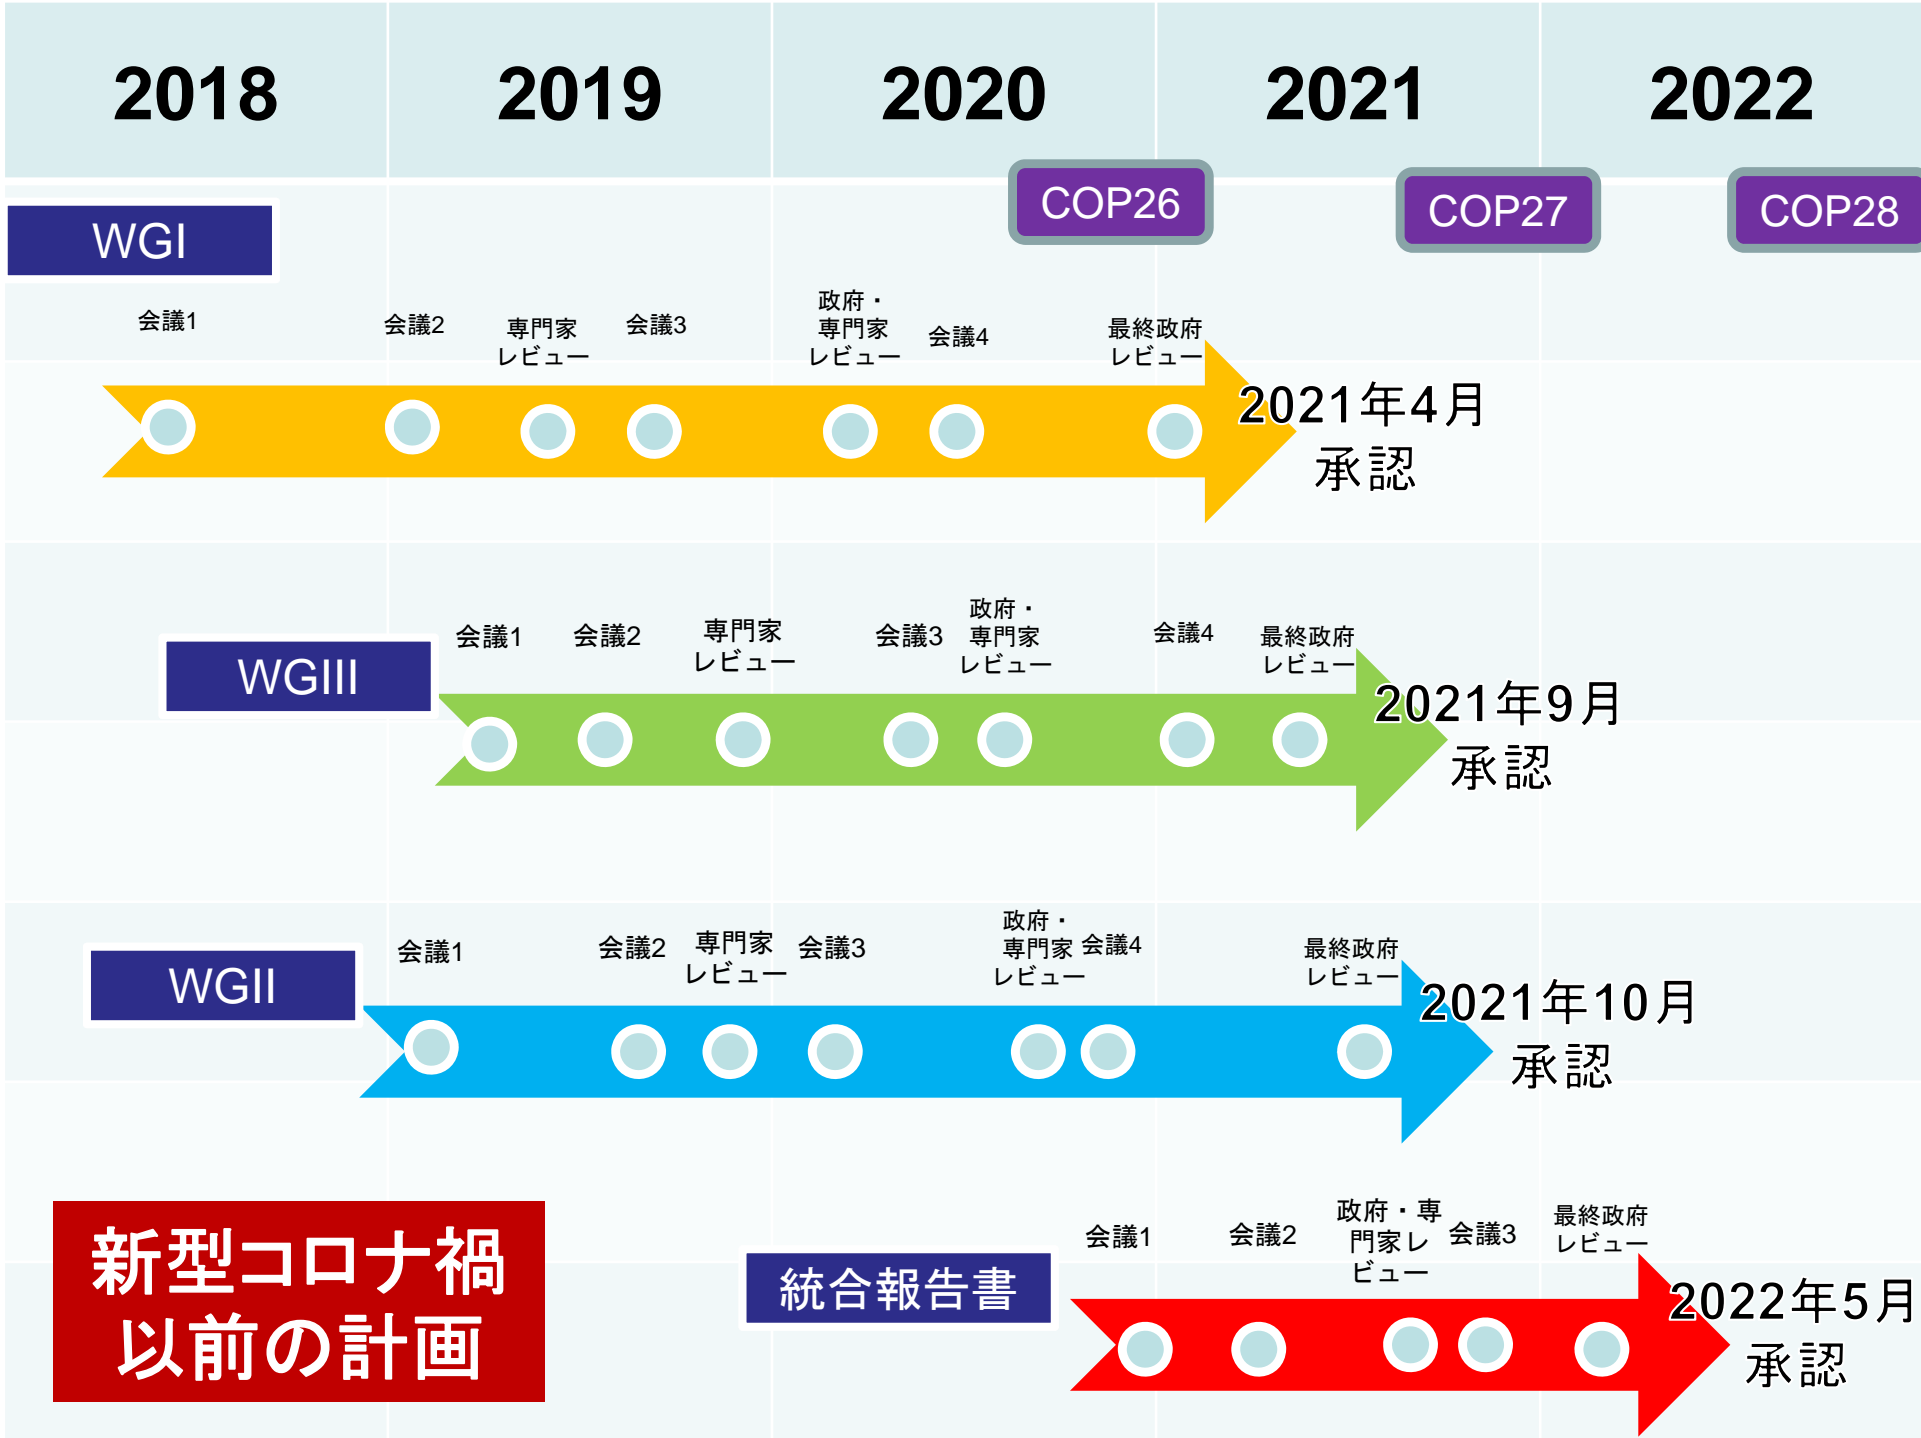 2018 2019 2020 2021 2022
COP26
COP27
COP28
WGI
会議1
会議2
専門家
レビュー
会議3
政府・
専門家
レビュー
会議4
最終政府
レビュー
2021年4月
承認
WGIII
会議1
会議2
専門家
レビュー
会議3
政府・
専門家
レビュー
会議4
最終政府
レビュー
2021年9月
承認
WGII
会議1
会議2
専門家
レビュー
会議3
政府・
専門家
レビュー
会議4
最終政府
レビュー
2021年10月
承認
新型コロナ禍
以前の計画
統合報告書
会議1
会議2
政府・専
門家レ
ビュー
会議3
最終政府
レビュー
2022年5月
承認